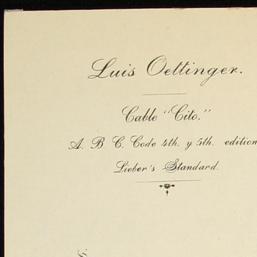 Luis Oettinger.
Cable "Cito."
A. B C. Code 4th. y 5th. edition
Lieber's Standard.
S